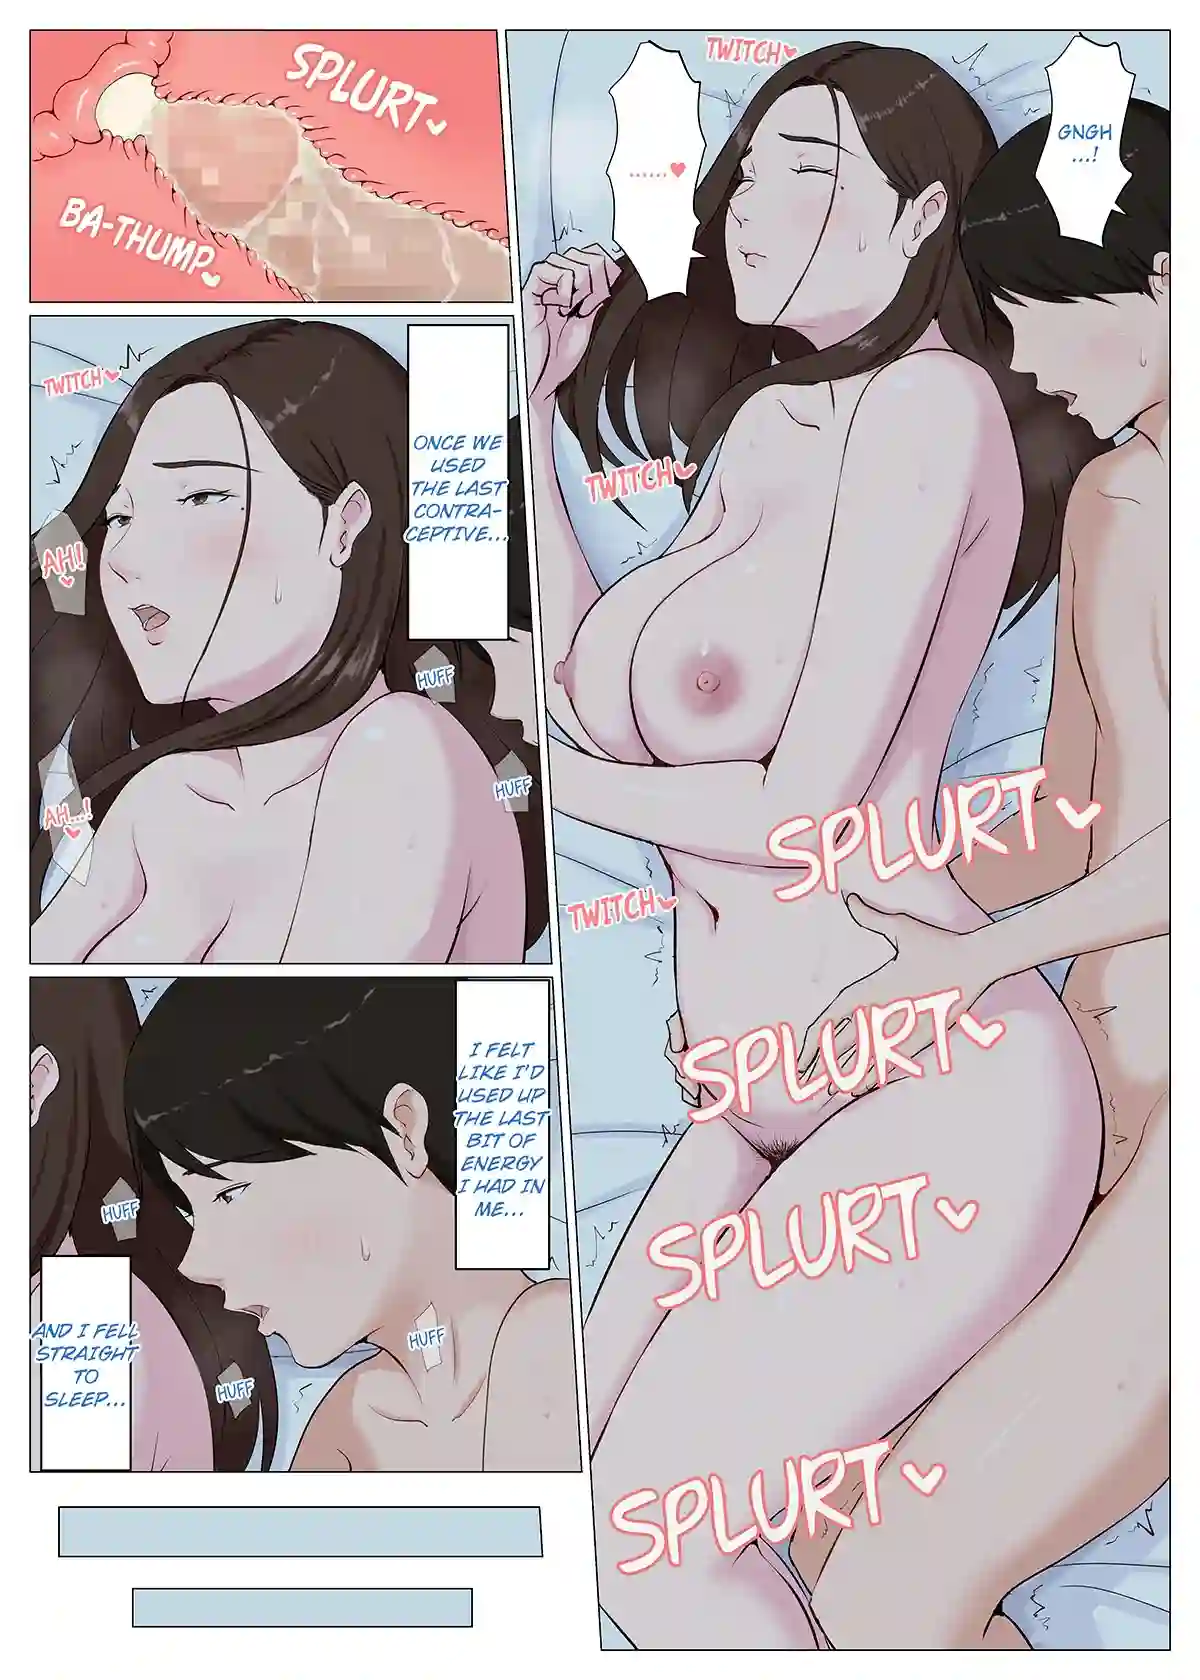 SPLURT
BA-THUMP
TWITCH
......♥
GNGH
...!
TWITCH
TWITCH
SPLURT
SPLURT
SPLURT
SPLURT
TWITCH
ONCE WE
USED
THE LAST
CONTRA-
CEPTIVE...
AH!
HUFF
HUFF
AH...!
I FELT
LIKE I'D
USED UP
THE LAST
BIT OF
ENERGY
I HAD IN
ME...
HUFF
HUFF
HUFF
AND I FELL
STRAIGHT
TO
SLEEP...